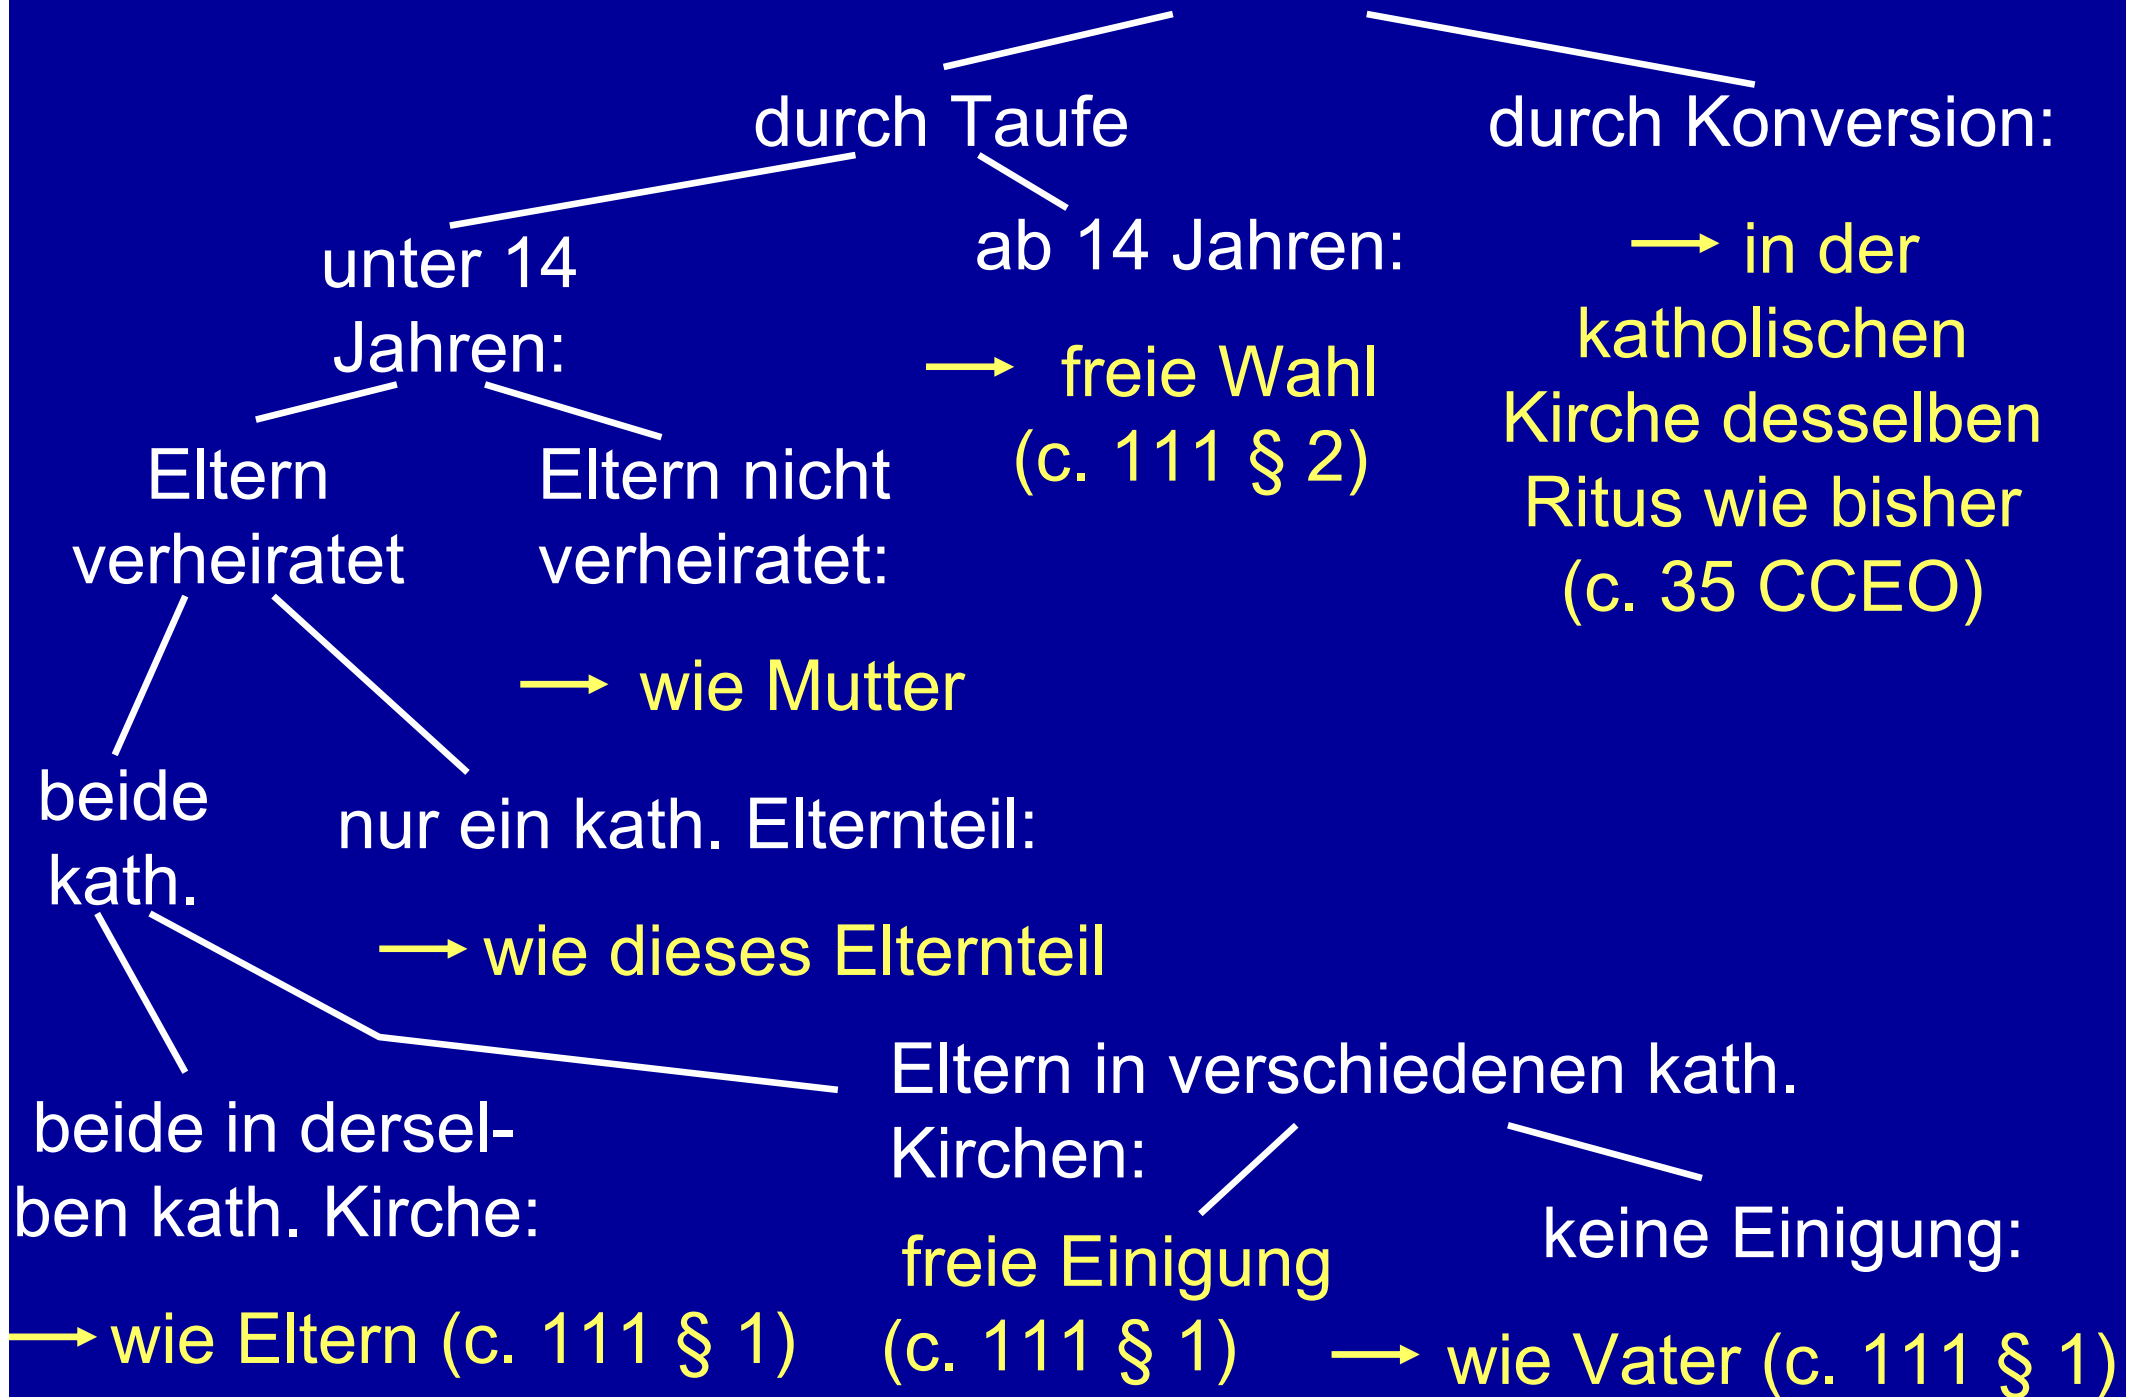 durch Taufe
durch Konversion:
unter 14
Jahren:
ab 14 Jahren:
→ freie Wahl
(c. 111 § 2)
→ in der
katholischen
Kirche desselben
Ritus wie bisher
(c. 35 CCEO)
Eltern
verheiratet
Eltern nicht
verheiratet:
→ wie Mutter
beide
kath.
nur ein kath. Elternteil:
→ wie dieses Elternteil
beide in dersel-
ben kath. Kirche:
→ wie Eltern (c. 111 § 1)
Eltern in verschiedenen kath.
Kirchen:
freie Einigung
(c. 111 § 1)
keine Einigung:
→ wie Vater (c. 111 § 1)